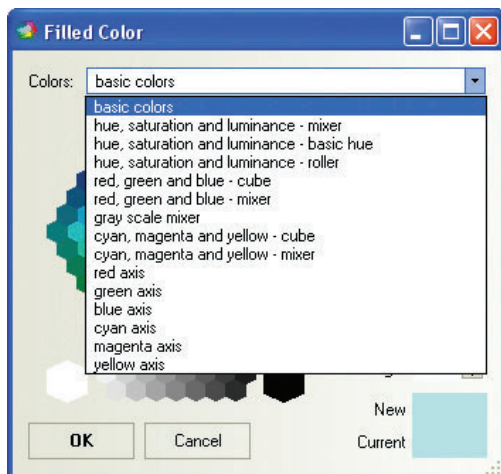 Filled Color
Colors: basic colors
basic colors
hue, saturation and luminance - mixer
hue, saturation and luminance - basic hue
hue, saturation and luminance - roller
red, green and blue - cube
red, green and blue - mixer
gray scale mixer
cyan, magenta and yellow - cube
cyan, magenta and yellow - mixer
red axis
green axis
blue axis
cyan axis
magenta axis
yellow axis
New
OK Cancel Current